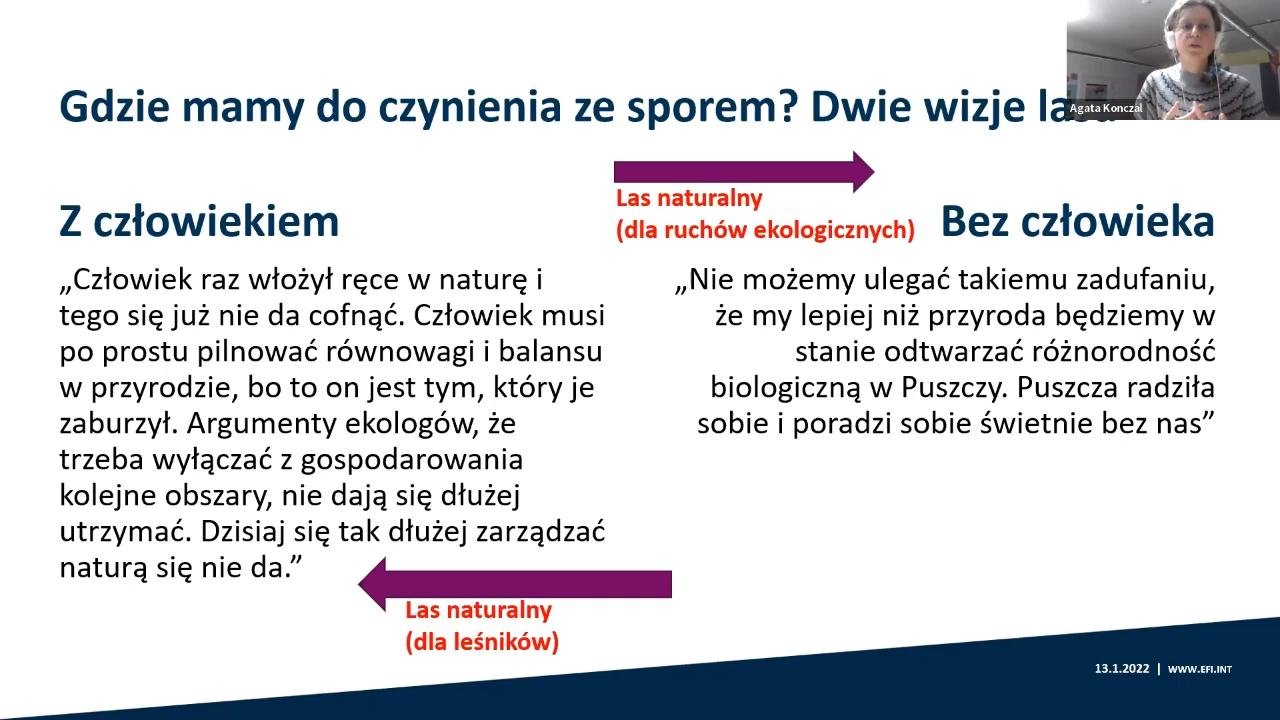 Gdzie mamy do czynienia ze sporem? Dwie wizje
Agata Konczal
Las naturalny
(dla ruchów ekologicznych)
Z człowiekiem
„Człowiek raz włożył ręce w naturę i
tego się już nie da cofnąć. Człowiek musi
po prostu pilnować równowagi i balansu
w przyrodzie, bo to on jest tym, który je
zaburzył. Argumenty ekologów, że
trzeba wyłączać z gospodarowania
kolejne obszary, nie dają się dłużej
utrzymać. Dzisiaj się tak dłużej zarządzać
naturą się nie da.”
Bez człowieka
„Nie możemy ulegać takiemu zadufaniu,
że my lepiej niż przyroda będziemy w
stanie odtwarzać różnorodność
biologiczną w Puszczy. Puszcza radziła
sobie i poradzi sobie świetnie bez nas”
Las naturalny
(dla leśników)
13.1.2022 | WWW.EFI.INT